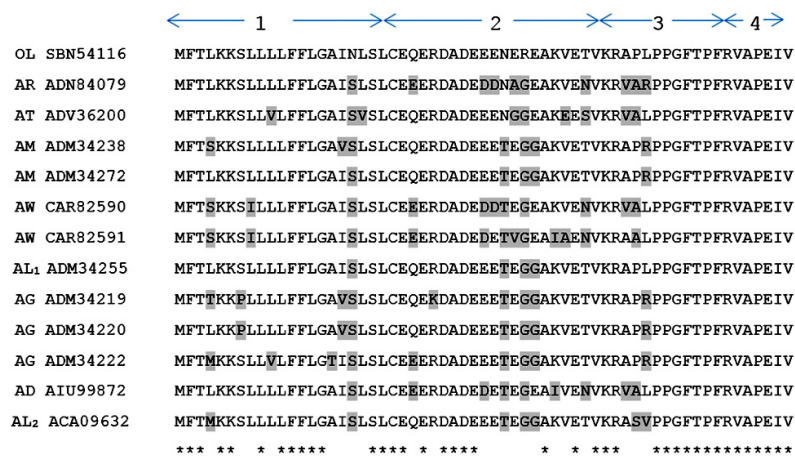 1 2 3 4
OL SBN54116 MFTLKKSLLLLFFLGAINLSLCEQERDADEEENEREAKVETVKRAPLPPGFTPFRVAPEIV
AR ADN84079 MFTLKKSLLLLFFLGAISLSLCEEERDADEDDNAGEAKVENVKRVARPPGFTPFRVAPEIV
AT ADV36200 MFTLKKSLLVLFFLGAISVSLCEQERDADEEENGGEAKEESVKRVALPPGFTPFRVAPEIV
AM ADM34238 MFTSKKSLLLLFFLGAVSLSLCEQERDADEEETEGGAKVETVKRAPRPPGFTPFRVAPEIV
AM ADM34272 MFTLKKSLLLLFFLGAISLSLCEQERDADEEETEGGAKVETVKRAPRPPGFTPFRVAPEIV
AW CAR82590 MFTSKKSILLLFFLGAISLSLCEEERDADEDDTEGEAKVENVKRVALPPGFTPFRVAPEIV
AW CAR82591 MFTSKKSILLLFFLGAISLSLCEEERDADEDETVGEAIAENVKRAALPPGFTPFRVAPEIV
AL₁ ADM34255 MFTLKKSLLLLFFLGAISLSLCEQERDADEEETEGGAKVETVKRAPLPPGFTPFRVAPEIV
AG ADM34219 MFTTKKPLLLLFFLGAVSLSLCEQEKDADEEETEGGAKVETVKRAPRPPGFTPFRVAPEIV
AG ADM34220 MFTLKKPLLLLFFLGAVSLSLCEQERDADEEETEGGAKVETVKRAPRPPGFTPFRVAPEIV
AG ADM34222 MFTMKKSLLVLFFLGTISLSLCEEERDADEEETEGGAKVETVKRAPRPPGFTPFRVAPEIV
AD AIU99872 MFTLKKSLLLLFFLGAISLSLCEEERDADEDETEGEAIVENVKRVALPPGFTPFRVAPEIV
AL₂ ACA09632 MFTMKKSLLLLFFLGAISLSLCEQERDADEEETEGGAKVETVKRASVPPGFTPFRVAPEIV
*** ** * ***** **** * **** * * *** **************